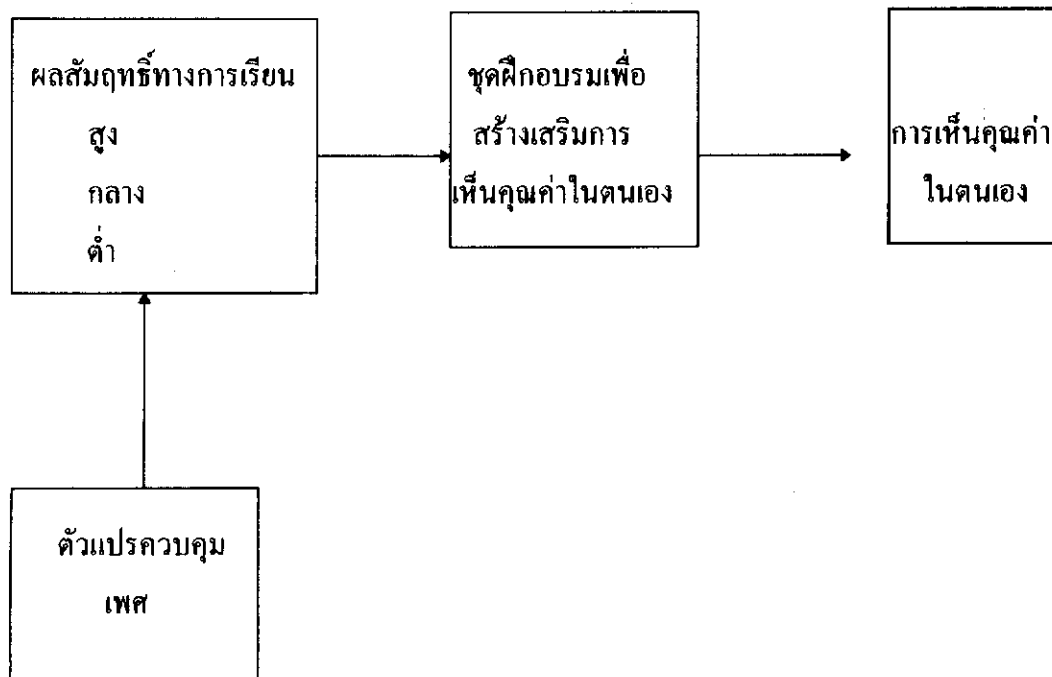 ผลสัมฤทธิ์ทางการเรียน
สูง
กลาง
ต่ำ
ชุดฝึกอบรมเพื่อ
สร้างเสริมการ
เห็นคุณค่าในตนเอง
การเห็นคุณค่า
ในตนเอง
ตัวแปรควบคุม
เพศ